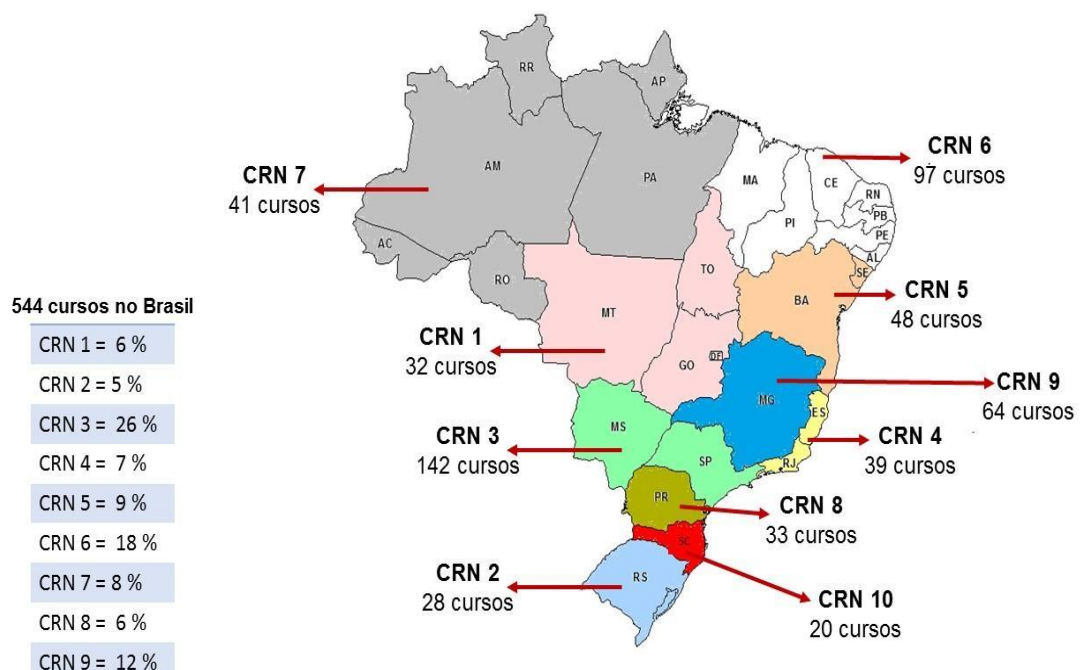 RR
AP
CRN 7
41 cursos
AM
PA
MA
CE
RN
PB
PE
AL
SE
PI
CRN 6
97 cursos
AC
RO
TO
MT
BA
CRN 5
48 cursos
GO
DF
CRN 1
32 cursos
MG
ES
CRN 9
64 cursos
MS
SP
RJ
CRN 3
142 cursos
CRN 4
39 cursos
PR
CRN 8
33 cursos
SC
RS
CRN 2
28 cursos
CRN 10
20 cursos
544 cursos no Brasil
CRN 1 = 6 %
CRN 2 = 5 %
CRN 3 = 26 %
CRN 4 = 7 %
CRN 5 = 9 %
CRN 6 = 18 %
CRN 7 = 8 %
CRN 8 = 6 %
CRN 9 = 12 %